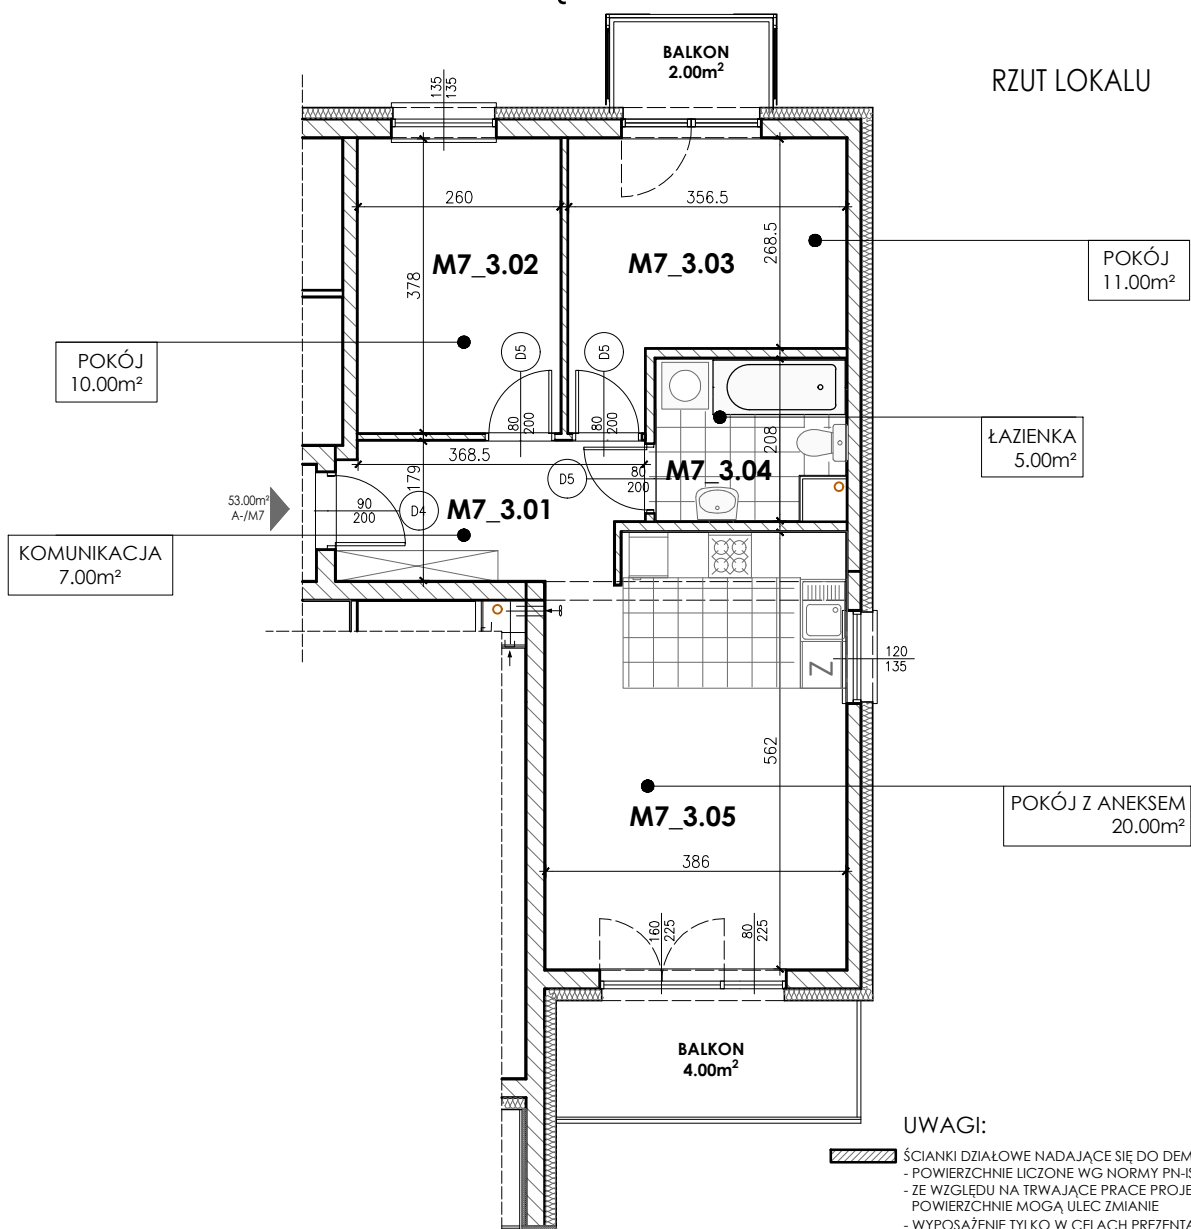 BALKON
2.00m²
RZUT LOKALU
135
135
260
356.5
268.5
378
M7_3.02
M7_3.03
POKÓJ
11.00m²
POKÓJ
10.00m²
D5
D5
80
200
80
200
ŁAZIENKA
5.00m²
208
368.5
179
80
200
D5
M7_3.04
53.00m²
A-/M7
90
200
D4
M7_3.01
KOMUNIKACJA
7.00m²
120
135
Z
562
POKÓJ Z ANEKSEM
20.00m²
M7_3.05
386
160
225
80
225
BALKON
4.00m²
UWAGI:
ŚCIANKI DZIAŁOWE NADAJĄCE SIĘ DO DEM
- POWIERZCHNIE LICZONE WG NORMY PN-IS
- ZE WZGLĘDU NA TRWAJĄCE PRACE PROJE
POWIERZCHNIE MOGĄ ULEC ZMIANIE
- WYPOSAŻENIE TYLKO W CELACH PREZENTA